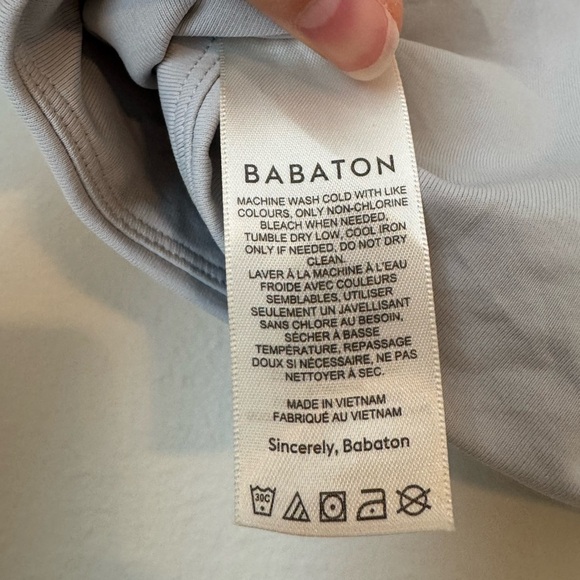 BABATON
MACHINE WASH COLD WITH LIKE
COLOURS, ONLY NON-CHLORINE
BLEACH WHEN NEEDED,
TUMBLE DRY LOW, COOL IRON
ONLY IF NEEDED, DO NOT DRY
CLEAN.
LAVER À LA MACHINE À L'EAU
FROIDE AVEC COULEURS
SEMBLABLES, UTILISER
SEULEMENT UN JAVELLISANT
SANS CHLORE AU BESOIN,
SÉCHER À BASSE
TEMPÉRATURE, REPASSAGE
DOUX SI NÉCESSAIRE, NE PAS
NETTOYER À SEC.
MADE IN VIETNAM
FABRIQUÉ AU VIETNAM
Sincerely, Babaton
30C